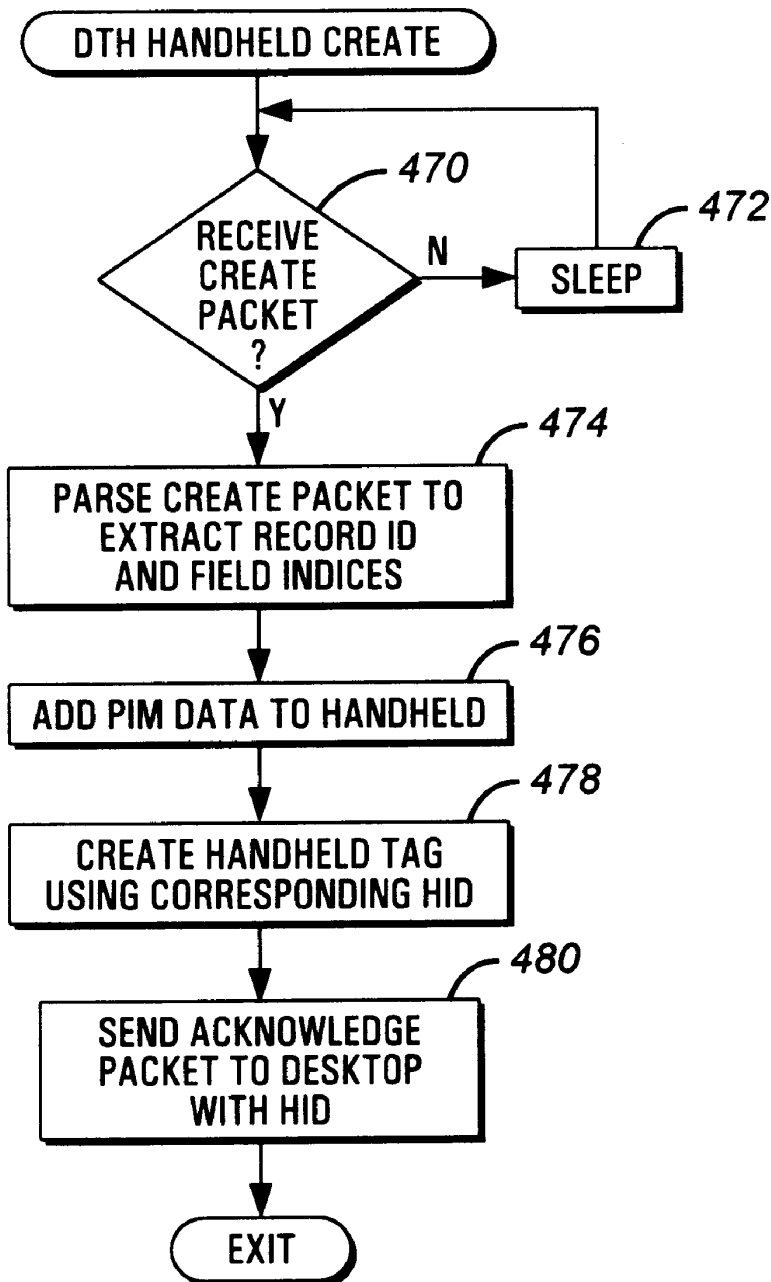 DTH HANDHELD CREATE
470
RECEIVE
CREATE
PACKET
?
N
472
SLEEP
Y
474
PARSE CREATE PACKET TO
EXTRACT RECORD ID
AND FIELD INDICES
476
ADD PIM DATA TO HANDHELD
478
CREATE HANDHELD TAG
USING CORRESPONDING HID
480
SEND ACKNOWLEDGE
PACKET TO DESKTOP
WITH HID
EXIT